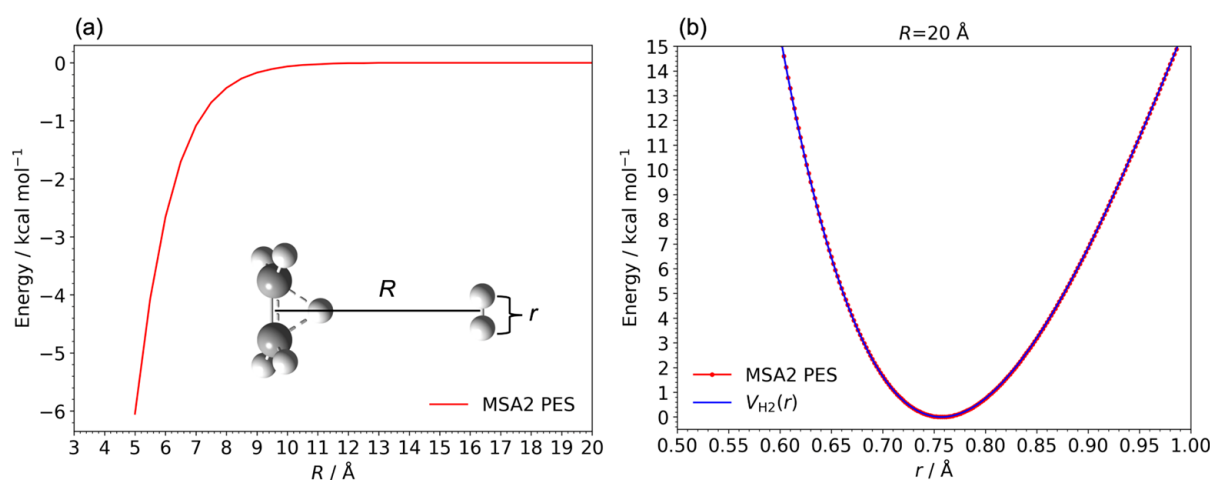 (a)
0
−1
−2
−3
−4
−5
−6
Energy / kcal mol⁻¹
R
r
MSA2 PES
3 4 5 6 7 8 9 10 11 12 13 14 15 16 17 18 19 20
R / Å
(b)
R=20 Å
15
14
13
12
11
10
9
8
7
6
5
4
3
2
1
0
Energy / kcal mol⁻¹
MSA2 PES
V_H2(r)
0.50 0.55 0.60 0.65 0.70 0.75 0.80 0.85 0.90 0.95 1.00
r / Å